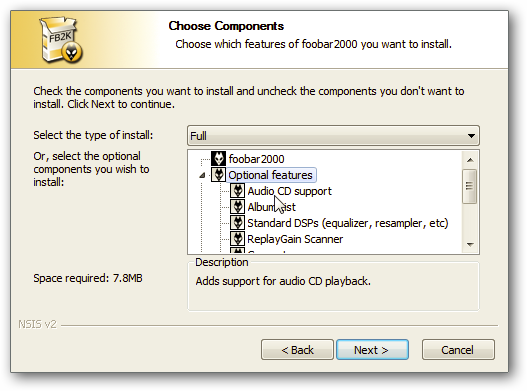 FB2K
Choose Components
Choose which features of foobar2000 you want to install.
Check the components you want to install and uncheck the components you don't want to
install. Click Next to continue.
Select the type of install:
Full
Or, select the optional
components you wish to
install:
foobar2000
Optional features
Audio CD support
Album list
Standard DSPs (equalizer, resampler, etc)
ReplayGain Scanner
Space required: 7.8MB
Description
Adds support for audio CD playback.
NSIS v2
< Back
Next >
Cancel